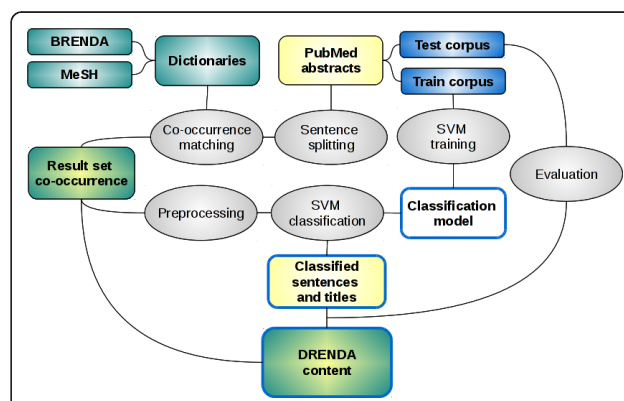 BRENDA
MeSH
Dictionaries
PubMed
abstracts
Test corpus
Train corpus
Co-occurrence
matching
Sentence
splitting
SVM
training
Result set
co-occurrence
Evaluation
Preprocessing
SVM
classification
Classification
model
Classified
sentences
and titles
DRENDA
content